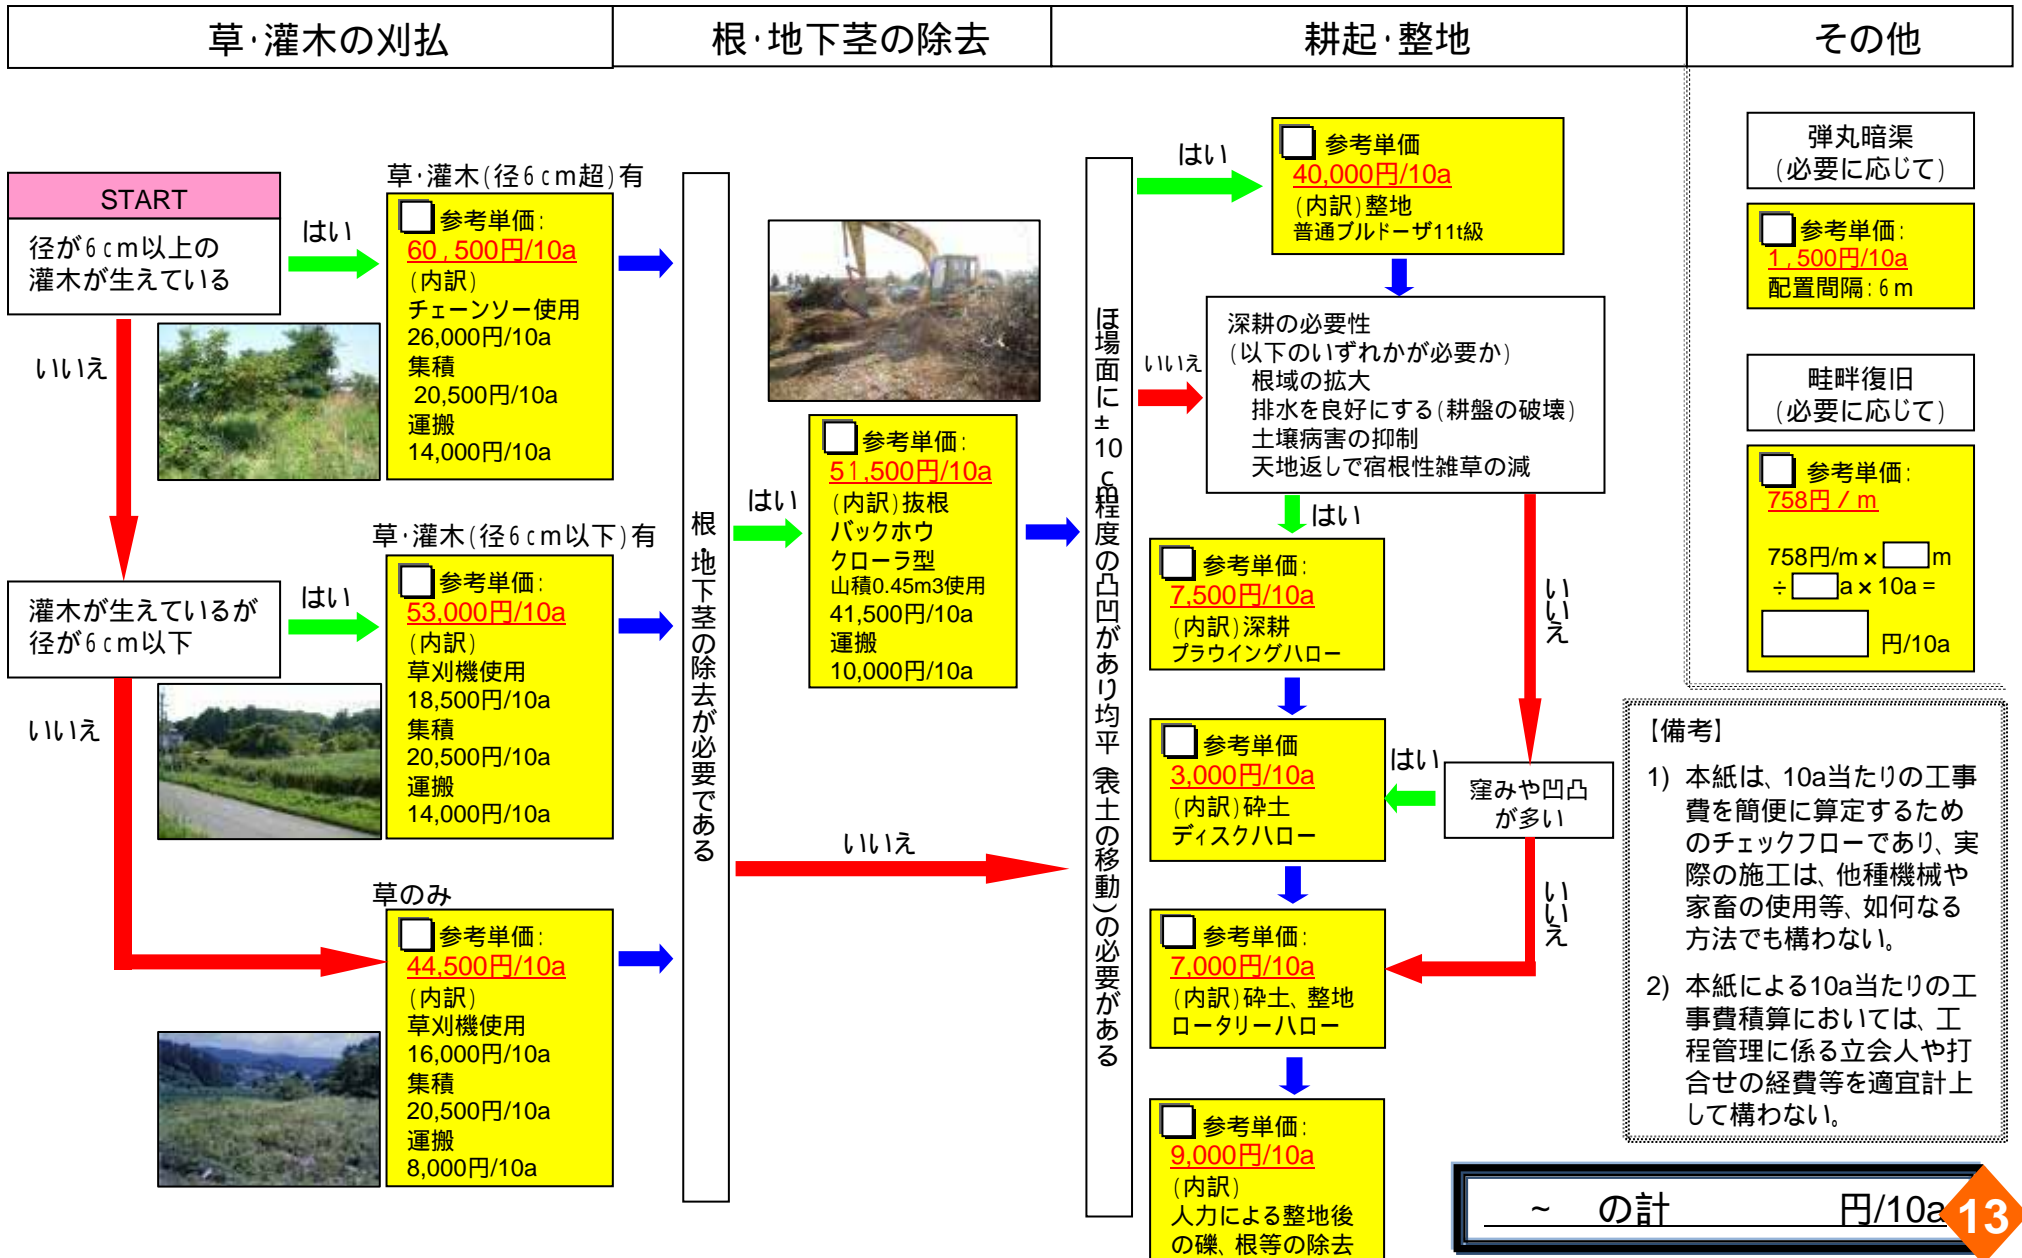 草・灌木の刈払
根・地下茎の除去
耕起・整地
その他
START
径が6cm以上の
灌木が生えている
はい
いいえ
草・灌木(径6cm超)有
参考単価:
60,500円/10a
(内訳)
チェーンソー使用
26,000円/10a
集積
20,500円/10a
運搬
14,000円/10a
灌木が生えているが
径が6cm以下
はい
いいえ
草・灌木(径6cm以下)有
参考単価:
53,000円/10a
(内訳)
草刈機使用
18,500円/10a
集積
20,500円/10a
運搬
14,000円/10a
草のみ
参考単価:
44,500円/10a
(内訳)
草刈機使用
16,000円/10a
集積
20,500円/10a
運搬
8,000円/10a
根・地下茎の除去が必要である
はい
いいえ
参考単価:
51,500円/10a
(内訳)抜根
バックホウ
クローラ型
山積0.45m3使用
41,500円/10a
運搬
10,000円/10a
ほ場面に±10cm程度の凸凹があり均平(表土の移動)の必要がある
はい
いいえ
参考単価
40,000円/10a
(内訳)整地
普通ブルドーザ11t級
深耕の必要性
(以下のいずれかが必要か)
根域の拡大
排水を良好にする(耕盤の破壊)
土壌病害の抑制
天地返しで宿根性雑草の減
はい
いいえ
参考単価:
7,500円/10a
(内訳)深耕
プラウイングハロー
参考単価
3,000円/10a
(内訳)砕土
ディスクハロー
はい
窪みや凹凸
が多い
いいえ
参考単価:
7,000円/10a
(内訳)砕土、整地
ロータリーハロー
参考単価:
9,000円/10a
(内訳)
人力による整地後
の礫、根等の除去
弾丸暗渠
(必要に応じて)
参考単価:
1,500円/10a
配置間隔:6m
畦畔復旧
(必要に応じて)
参考単価:
758円/m
758円/m×　m
÷　a×10a=
円/10a
【備考】
1) 本紙は、10a当たりの工事
費を簡便に算定するため
のチェックフローであり、実
際の施工は、他種機械や
家畜の使用等、如何なる
方法でも構わない。
2) 本紙による10a当たりの工
事費積算においては、工
程管理に係る立会人や打
合せの経費等を適宜計上
して構わない。
~　の計　円/10a
13